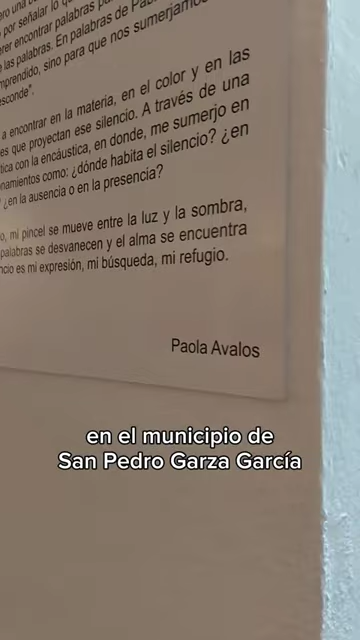 por señalar lo q
encontrar palabras p
las palabras. En palabras de Pa
mprendido, sino para que nos sumerjamo
sconde".
a encontrar en la materia, en el color y en las
es que proyectan ese silencio. A través de una
tica con la encáustica, en donde, me sumerjo en
namientos como: ¿dónde habita el silencio? ¿en
¿en la ausencia o en la presencia?
o, mi pincel se mueve entre la luz y la sombra,
palabras se desvanecen y el alma se encuentra
ncio es mi expresión, mi búsqueda, mi refugio.
Paola Avalos
en el municipio de
San Pedro Garza García